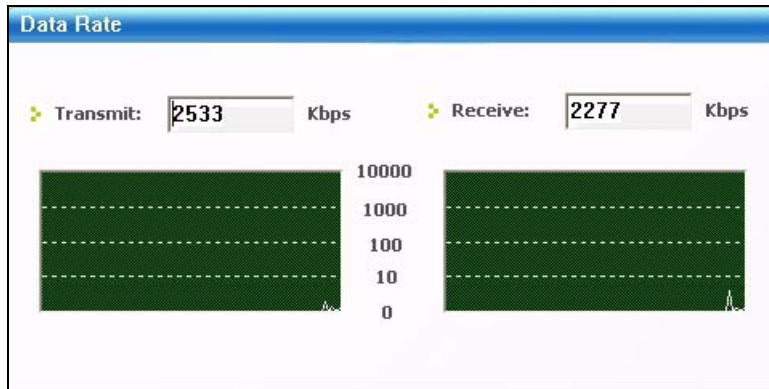 Data Rate
Transmit: 2533 Kbps
Receive: 2277 Kbps
10000
1000
100
10
0